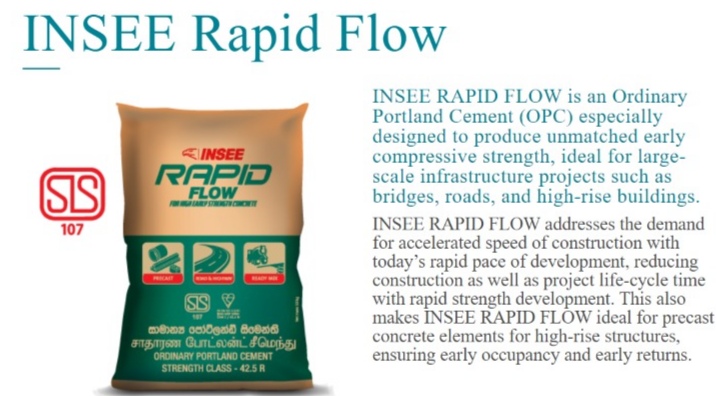 INSEE Rapid Flow
INSEE RAPID FLOW is an Ordinary
Portland Cement (OPC) especially
designed to produce unmatched early
compressive strength, ideal for large-
scale infrastructure projects such as
bridges, roads, and high-rise buildings.
INSEE RAPID FLOW addresses the demand
for accelerated speed of construction with
today's rapid pace of development, reducing
construction as well as project life-cycle time
with rapid strength development. This also
makes INSEE RAPID FLOW ideal for precast
concrete elements for high-rise structures,
ensuring early occupancy and early returns.
SLS
107
INSEE
RAPID
FLOW
FOR HIGH EARLY STRENGTH CONCRETE
PRECAST
ROADS & HIGHWAYS
READY MIX
SLS
107
සාමාන්‍ය පෝට්ලන්ඩ් සිමෙන්ති
சாதாரண போட்லண்ட் சீமெந்து
ORDINARY PORTLAND CEMENT
STRENGTH CLASS - 42.5 R